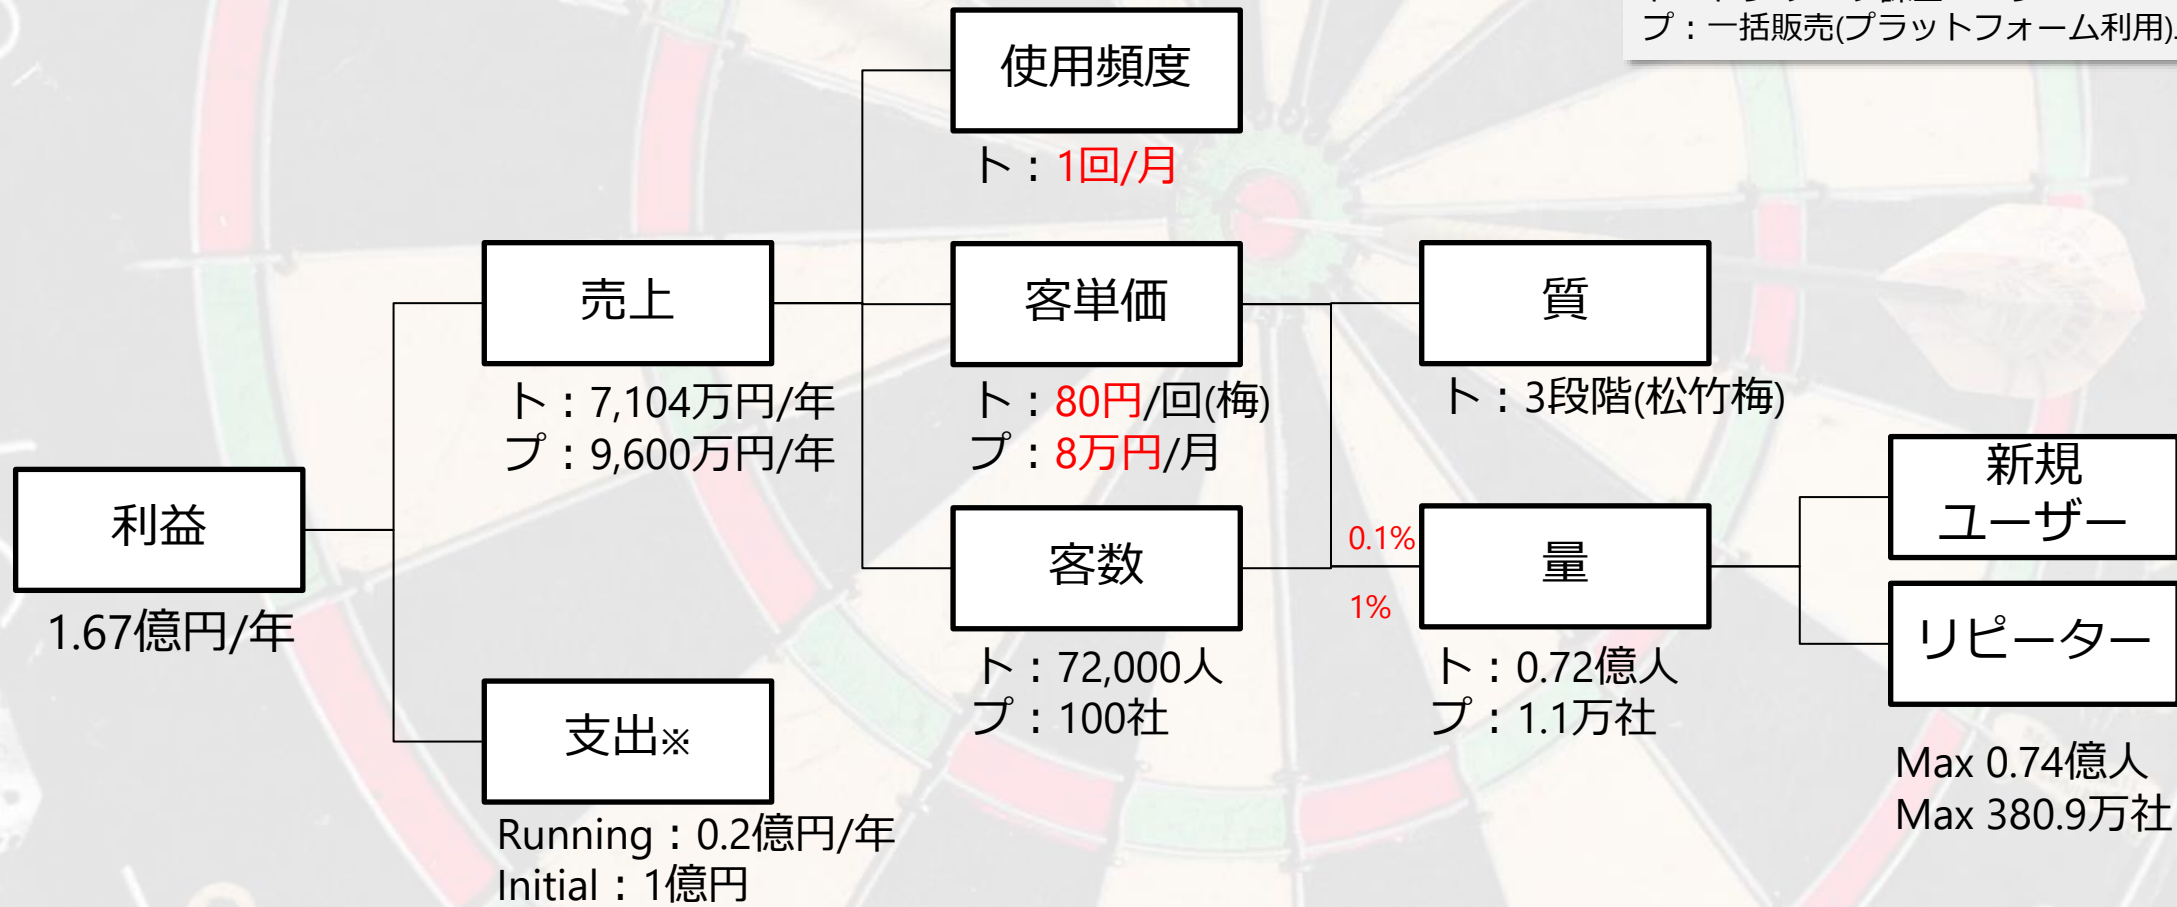 プ：一括販売(プラットフォーム利用)
使用頻度
ト：1回/月
売上
ト：7,104万円/年
プ：9,600万円/年
客単価
ト：80円/回(梅)
プ：8万円/月
質
ト：3段階(松竹梅)
利益
1.67億円/年
客数
ト：72,000人
プ：100社
0.1%
1%
量
ト：0.72億人
プ：1.1万社
新規
ユーザー
リピーター
Max 0.74億人
Max 380.9万社
支出※
Running：0.2億円/年
Initial：1億円